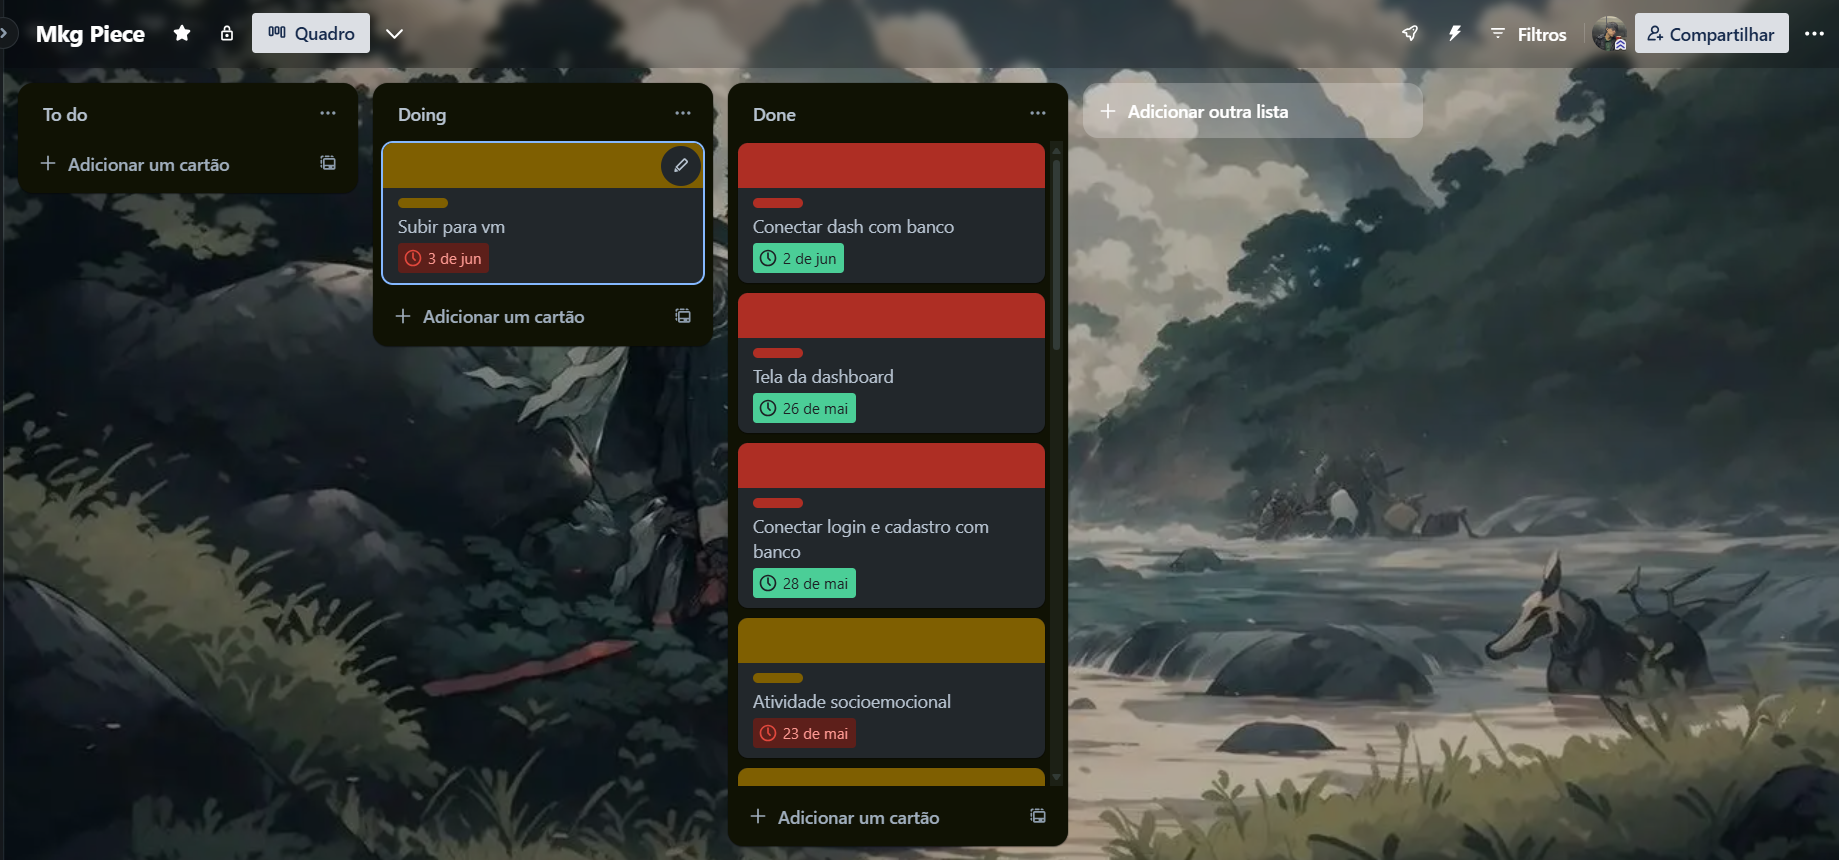 Mkg Piece
Quadro
Filtros
Compartilhar
To do
Adicionar um cartão
Doing
Subir para vm
3 de jun
Adicionar um cartão
Done
Conectar dash com banco
2 de jun
Tela da dashboard
26 de mai
Conectar login e cadastro com
banco
28 de mai
Atividade socioemocional
23 de mai
Adicionar um cartão
Adicionar outra lista